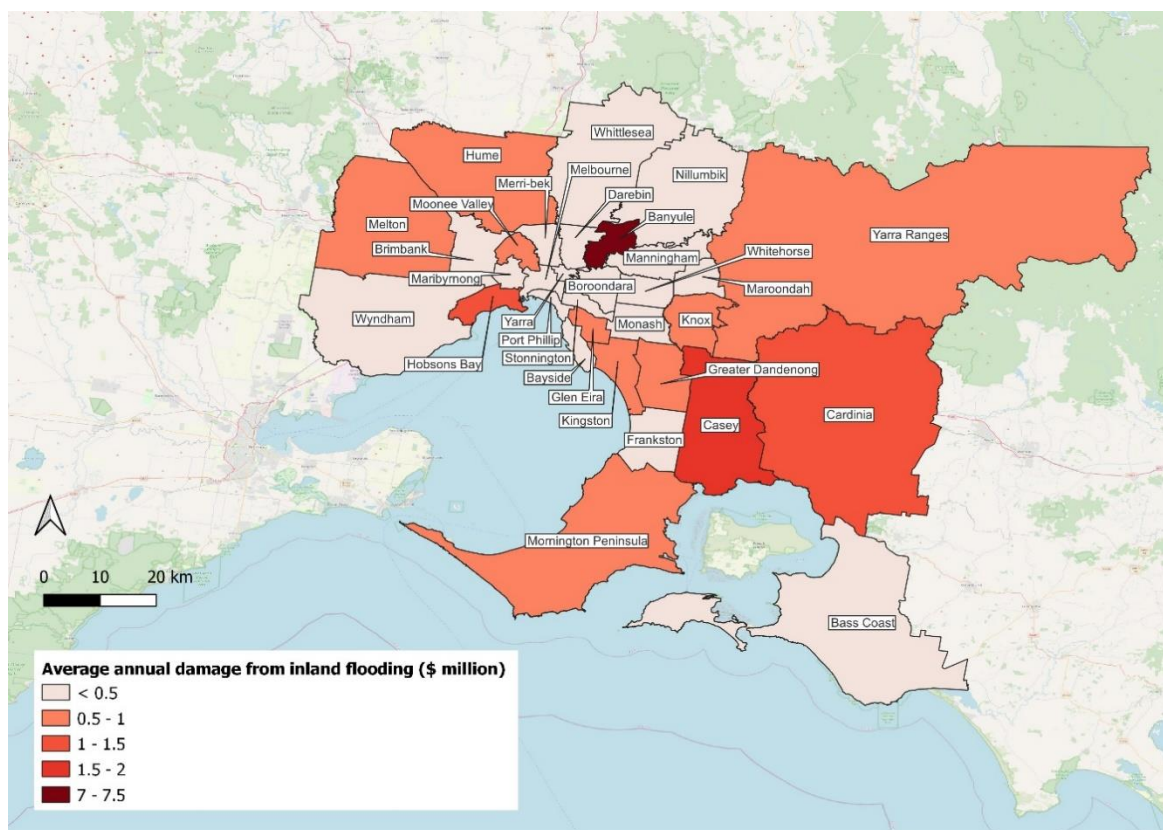 Whittlesea
Hume
Melbourne
Nillumbik
Merri-bek
Darebin
Moonee Valley
Banyule
Melton
Yarra Ranges
Brimbank
Whitehorse
Manningham
Maribyrnong
Boroondara
Maroondah
Wyndham
Yarra
Monash
Knox
Port Phillip
Hobsons Bay
Stonnington
Greater Dandenong
Bayside
Glen Eira
Cardinia
Kingston
Casey
Frankston
Mornington Peninsula
0 10 20 km
Bass Coast
Average annual damage from inland flooding ($ million)
< 0.5
0.5 - 1
1 - 1.5
1.5 - 2
7 - 7.5